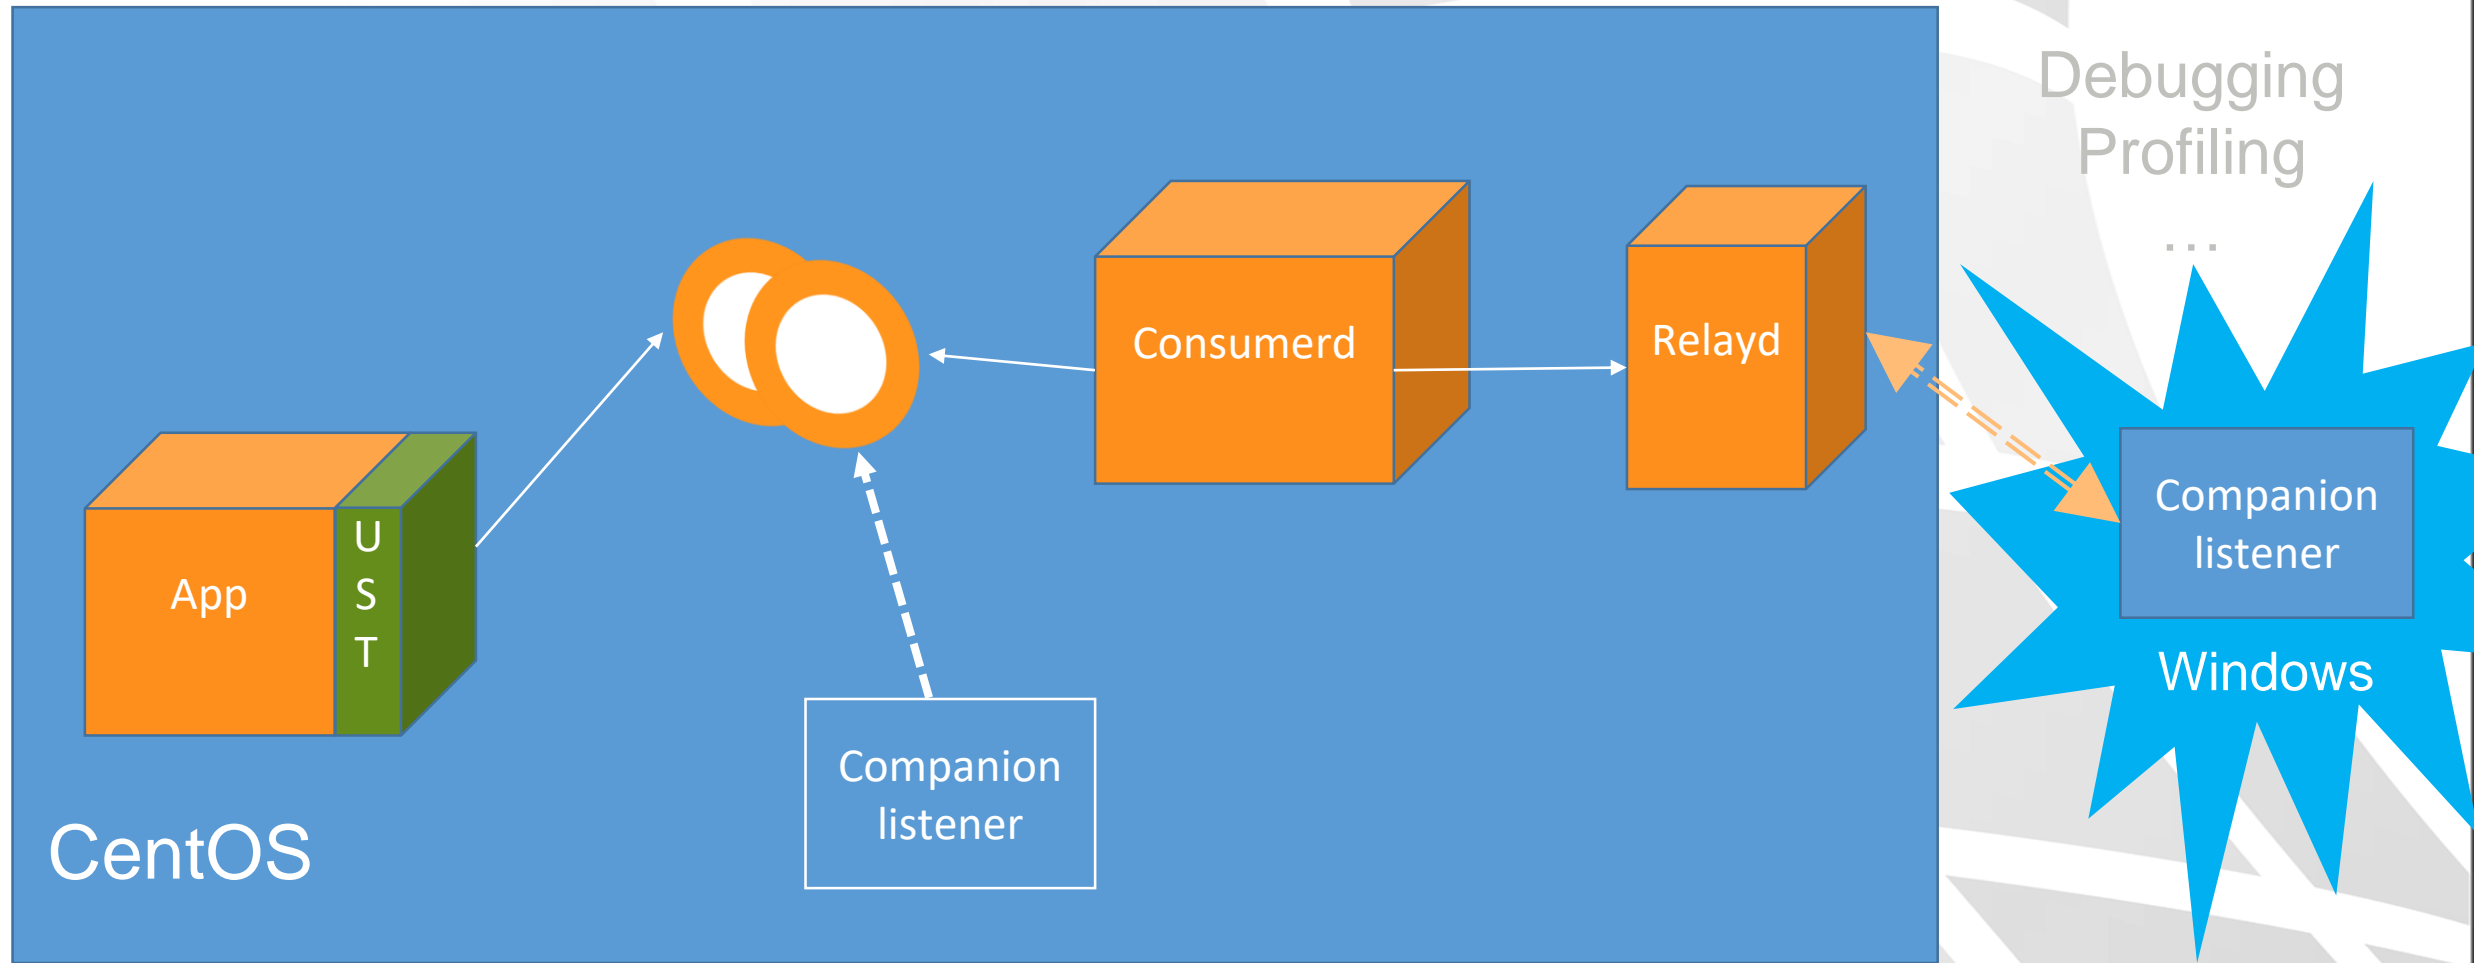 Debugging
Profiling
...
Consumerd
Relayd
App
U
S
T
Companion
listener
Windows
Companion
listener
CentOS